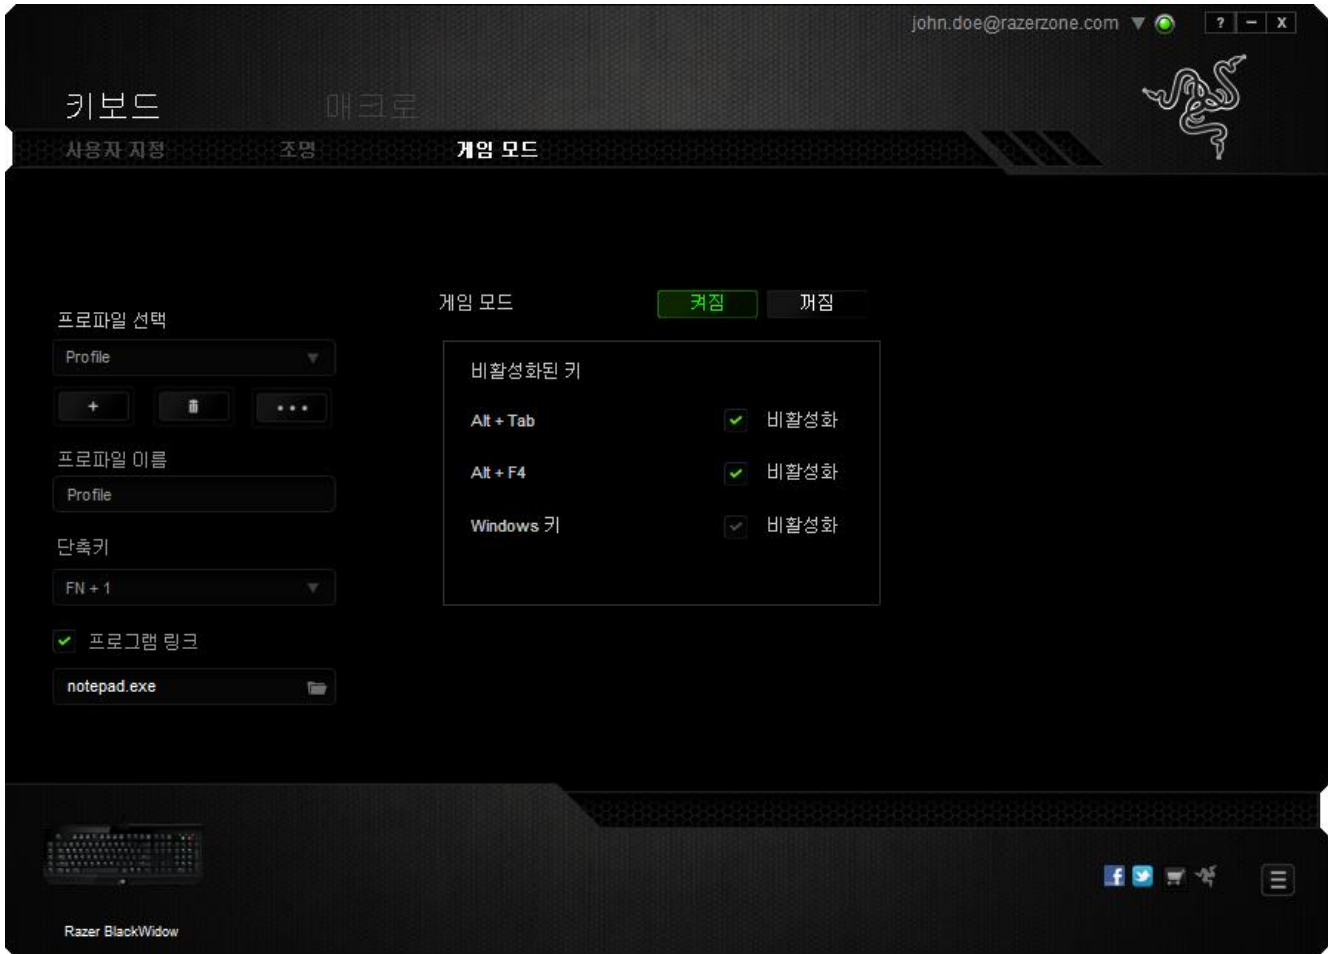 john.doe@razerzone.com
? – X
키보드 매크로
사용자 지정 조명 게임 모드
게임 모드 켜짐 꺼짐
프로파일 선택
Profile
+ •••
프로파일 이름
Profile
단축키
FN + 1
프로그램 링크
notepad.exe
비활성화된 키
Alt + Tab 비활성화
Alt + F4 비활성화
Windows 키 비활성화
Razer BlackWidow